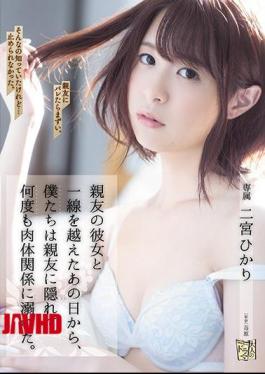 そんなの知っていたけれど…
止められなかった。
親友に
バレたらまずい、
専属
二宮ひかり
親友の彼女と
一線を越えたあの日から、
僕たちは親友に隠れ
何度も肉体関係に溺
た。
JAVHD